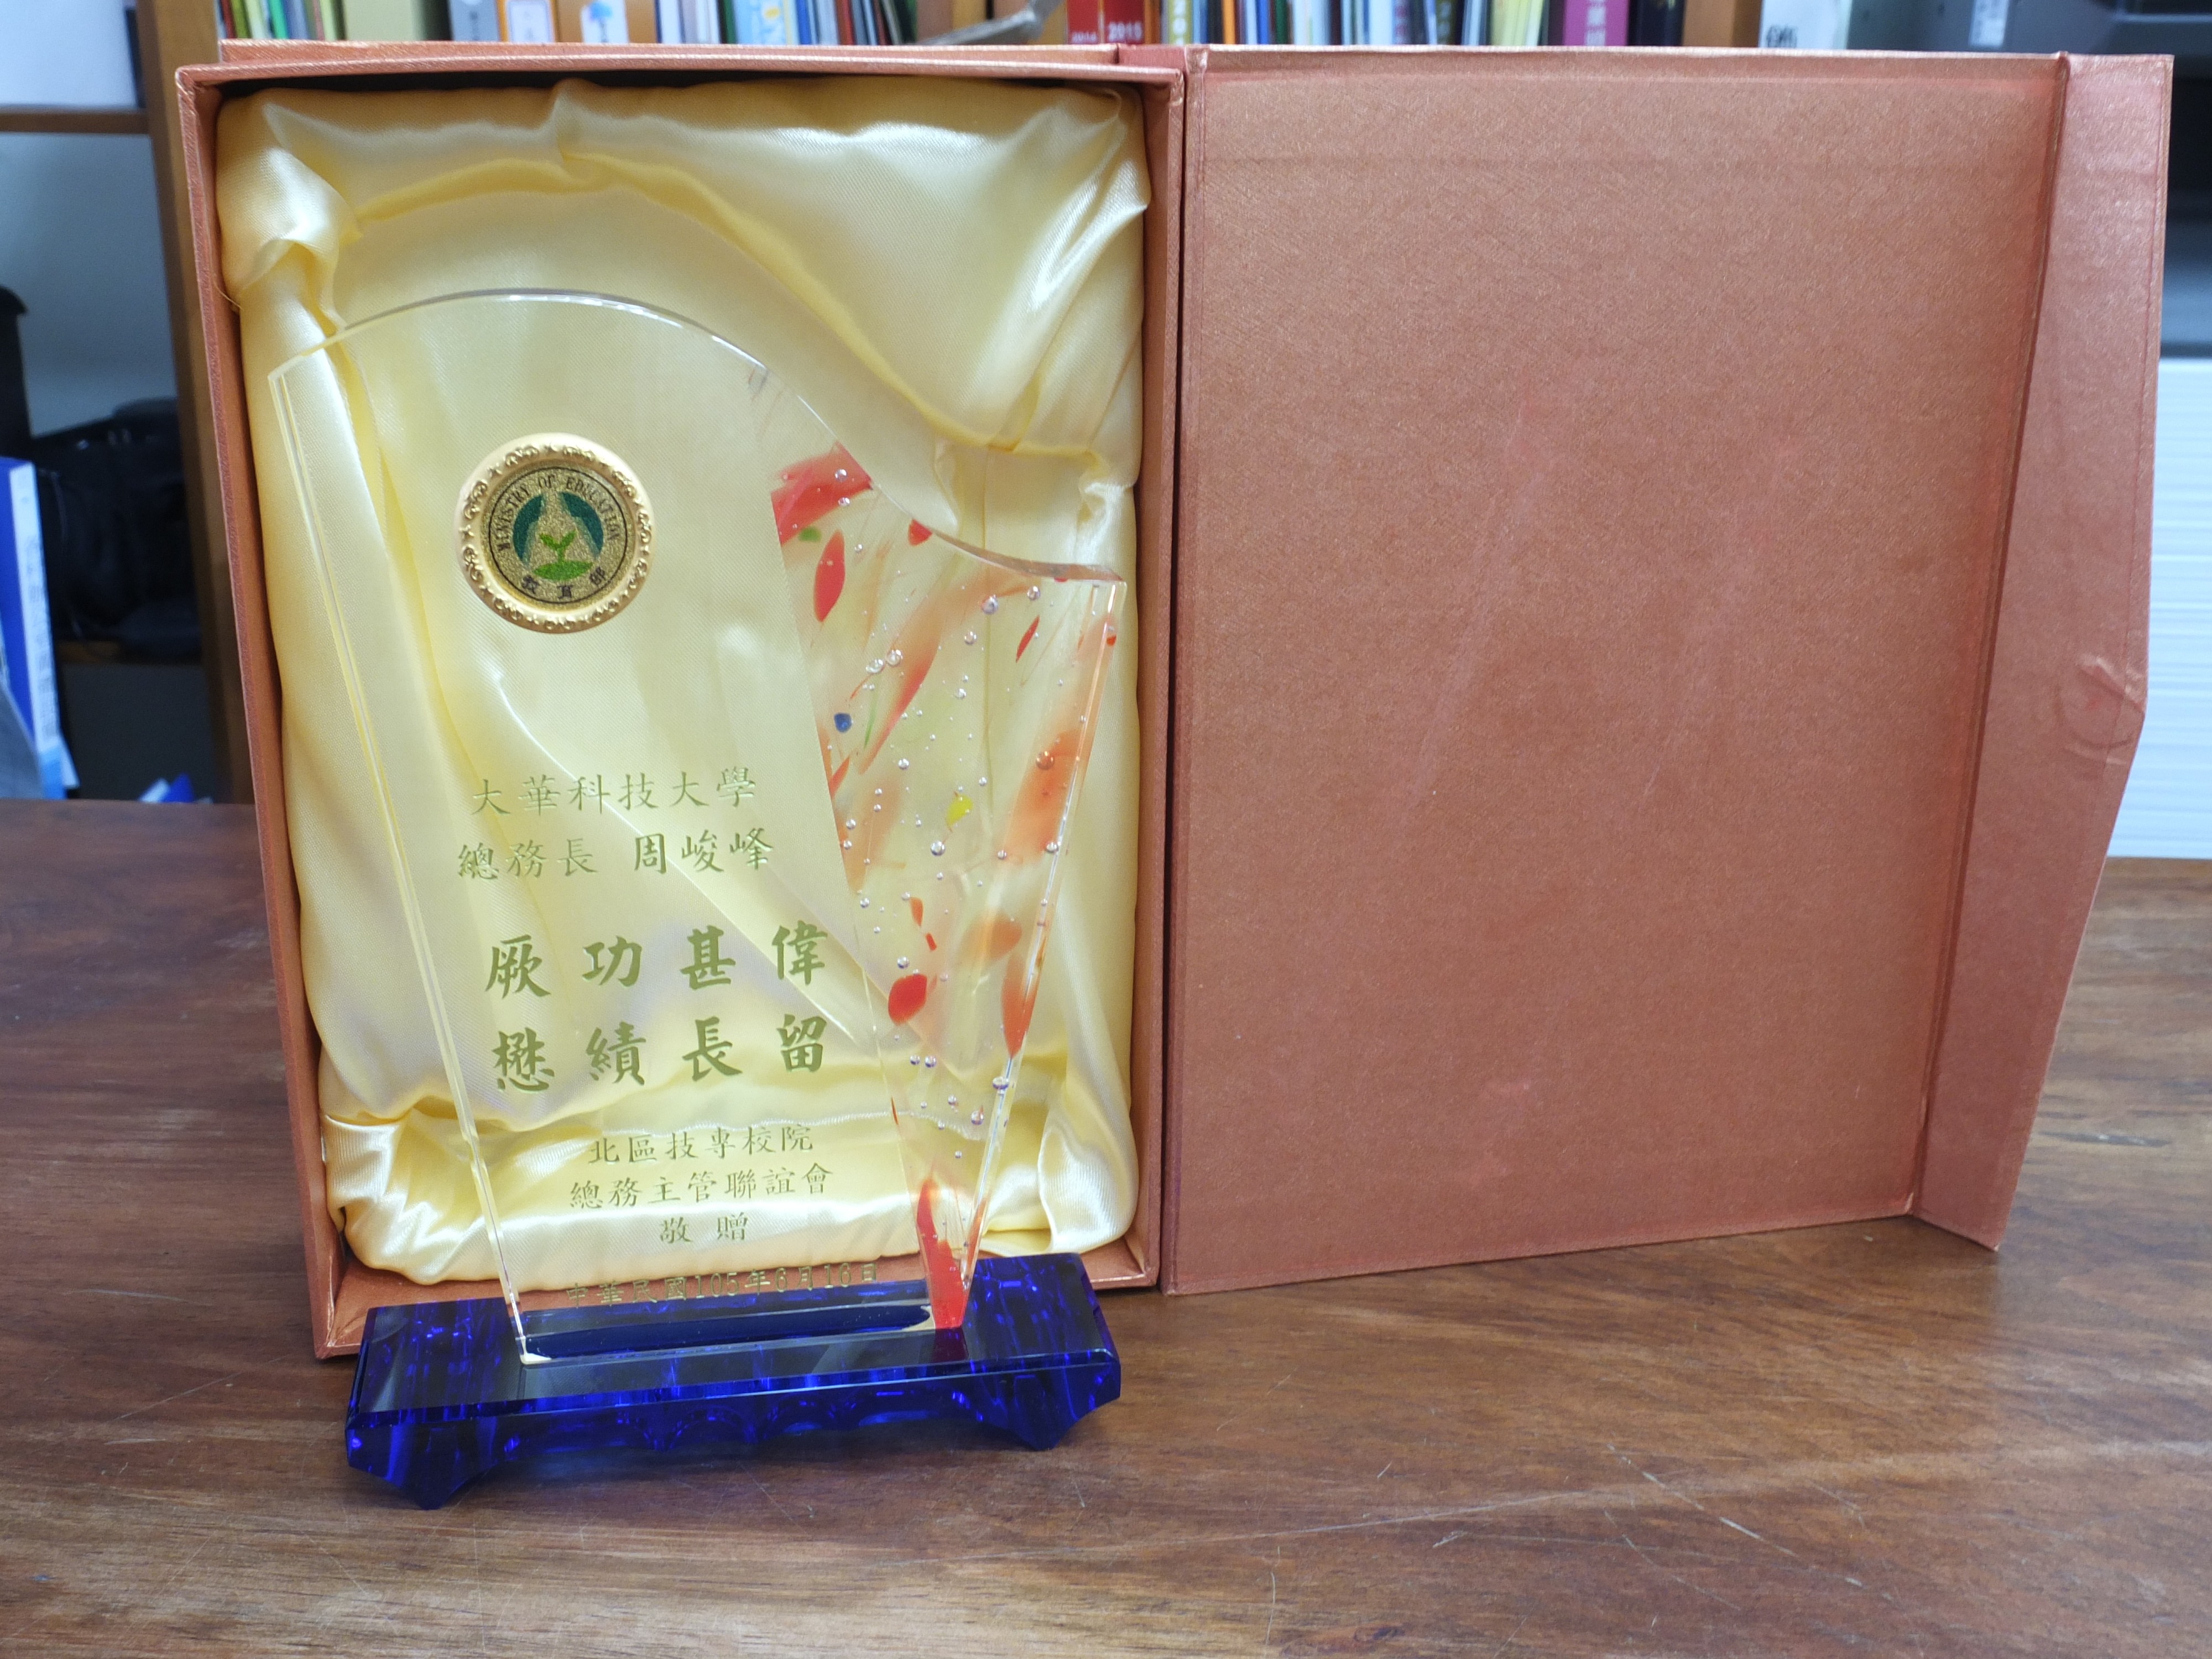 2015
MINISTRY OF EDUCATION
教育部
大華科技大學
總務長 周峻峰
厥功甚偉
懋績長留
北區技專校院
總務主管聯誼會
敬贈
中華民國105年6月16日